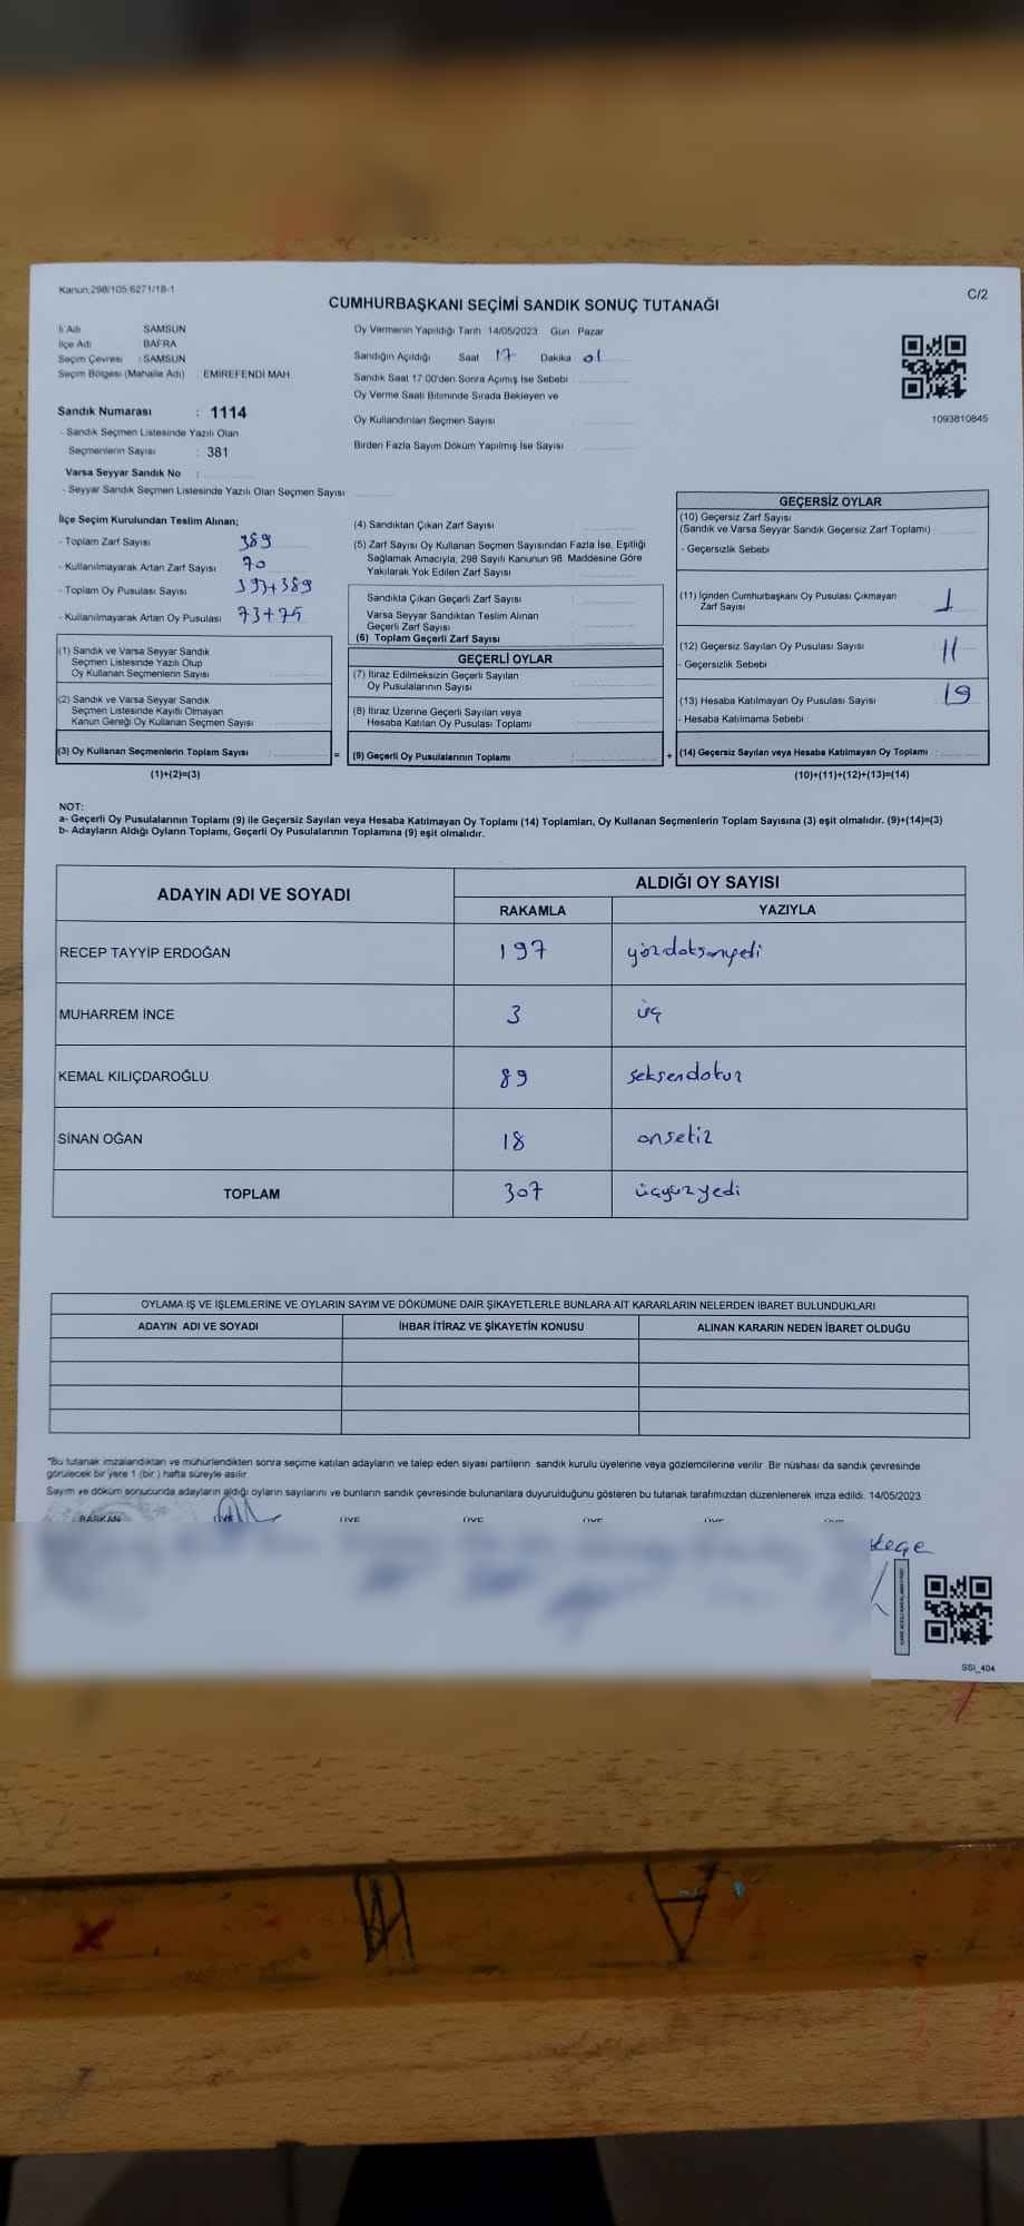 Kanun:298/105-6271/18-1
C/2
CUMHURBAŞKANI SEÇİMİ SANDIK SONUÇ TUTANAĞI
İl Adı SAMSUN
İlçe Adı BAFRA
Seçim Çevresi : SAMSUN
Seçim Bölgesi (Mahalle Adı) : EMİREFENDİ MAH.
Sandık Numarası : 1114
- Sandık Seçmen Listesinde Yazılı Olan
Seçmenlerin Sayısı : 381
Varsa Seyyar Sandık No :
- Seyyar Sandık Seçmen Listesinde Yazılı Olan Seçmen Sayısı
Oy Vermenin Yapıldığı Tarih 14/05/2023 Gün Pazar
Sandığın Açıldığı Saat 17 Dakika 01
Sandık Saat 17:00'den Sonra Açımış İse Sebebi
Oy Verme Saati Bitiminde Sırada Bekleyen ve
Oy Kullandırılan Seçmen Sayısı
Birden Fazla Sayım Döküm Yapılmış İse Sayısı
1093810845
İlçe Seçim Kurulundan Teslim Alınan;
- Toplam Zarf Sayısı 389
- Kullanılmayarak Artan Zarf Sayısı 70
- Toplam Oy Pusulası Sayısı +389
- Kullanılmayarak Artan Oy Pusulası 73+75
(1) Sandık ve Varsa Seyyar Sandık
Seçmen Listesinde Yazılı Olup
Oy Kullanan Seçmenlerin Sayısı
(2) Sandık ve Varsa Seyyar Sandık
Seçmen Listesinde Kayıtlı Olmayan
Kanun Gereği Oy Kullanan Seçmen Sayısı
(3) Oy Kullanan Seçmenlerin Toplam Sayısı
(1)+(2)=(3)
(4) Sandıktan Çıkan Zarf Sayısı
(5) Zarf Sayısı Oy Kullanan Seçmen Sayısından Fazla İse, Eşitliği
Sağlamak Amacıyla, 298 Sayılı Kanunun 98. Maddesine Göre
Yakılarak Yok Edilen Zarf Sayısı
Sandıkta Çıkan Geçerli Zarf Sayısı
Varsa Seyyar Sandıktan Teslim Alınan
Geçerli Zarf Sayısı
(6) Toplam Geçerli Zarf Sayısı
GEÇERLİ OYLAR
(7) İtiraz Edilmeksizin Geçerli Sayılan
Oy Pusulalarının Sayısı
(8) İtiraz Üzerine Geçerli Sayılan veya
Hesaba Katılan Oy Pusulası Toplamı
= (9) Geçerli Oy Pusulalarının Toplamı
GEÇERSİZ OYLAR
(10) Geçersiz Zarf Sayısı
(Sandık ve Varsa Seyyar Sandık Geçersiz Zarf Toplamı)
- Geçersizlik Sebebi
(11) İçinden Cumhurbaşkanı Oy Pusulası Çıkmayan
Zarf Sayısı 1
(12) Geçersiz Sayılan Oy Pusulası Sayısı 11
- Geçersizlik Sebebi
(13) Hesaba Katılmayan Oy Pusulası Sayısı 19
- Hesaba Katılmama Sebebi
+ (14) Geçersiz Sayılan veya Hesaba Katılmayan Oy Toplamı
(10)+(11)+(12)+(13)=(14)
NOT:
a- Geçerli Oy Pusulalarının Toplamı (9) ile Geçersiz Sayılan veya Hesaba Katılmayan Oy Toplamı (14) Toplamları, Oy Kullanan Seçmenlerin Toplam Sayısına (3) eşit olmalıdır. (9)+(14)=(3)
b- Adayların Aldığı Oyların Toplamı, Geçerli Oy Pusulalarının Toplamına (9) eşit olmalıdır.
ADAYIN ADI VE SOYADI ALDIĞI OY SAYISI
RAKAMLA YAZIYLA
RECEP TAYYİP ERDOĞAN 197 yüzdoksanyedi
MUHARREM İNCE 3 üç
KEMAL KILIÇDAROĞLU 89 seksendokuz
SİNAN OĞAN 18 onsekiz
TOPLAM 307 üçyüzyedi
OYLAMA İŞ VE İŞLEMLERİNE VE OYLARIN SAYIM VE DÖKÜMÜNE DAİR ŞİKAYETLERLE BUNLARA AİT KARARLARIN NELERDEN İBARET BULUNDUKLARI
ADAYIN ADI VE SOYADI İHBAR İTİRAZ VE ŞİKAYETİN KONUSU ALINAN KARARIN NEDEN İBARET OLDUĞU
*Bu tutanak imzalandıktan ve mühürlendikten sonra seçime katılan adayların ve talep eden siyasi partilerin sandık kurulu üyelerine veya gözlemcilerine verilir. Bir nüshası da sandık çevresinde
görülecek bir yere 1 (bir) hafta süreyle asılır.
Sayım ve döküm sonucunda adayların aldığı oyların sayılarını ve bunların sandık çevresinde bulunanlara duyurulduğunu gösteren bu tutanak tarafımızdan düzenlenerek imza edildi. 14/05/2023
BAŞKAN ÜYE ÜYE ÜYE ÜYE
SSI_404